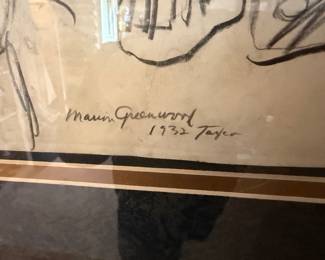 Marion Greenwood
1932 Taxco